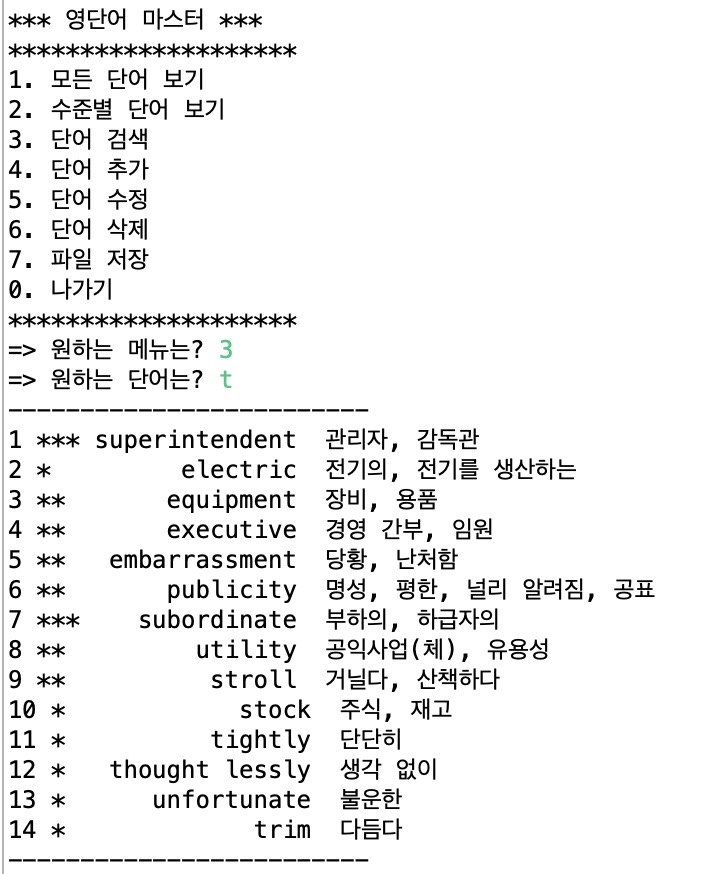 *** 영단어 마스터 ***
********************
1. 모든 단어 보기
2. 수준별 단어 보기
3. 단어 검색
4. 단어 추가
5. 단어 수정
6. 단어 삭제
7. 파일 저장
0. 나가기
********************
=> 원하는 메뉴는? 3
=> 원하는 단어는? t
-------------------------
1 *** superintendent  관리자, 감독관
2 *         electric  전기의, 전기를 생산하는
3 **       equipment  장비, 용품
4 **       executive  경영 간부, 임원
5 **   embarrassment  당황, 난처함
6 **       publicity  명성, 평한, 널리 알려짐, 공표
7 ***    subordinate  부하의, 하급자의
8 **         utility  공익사업(체), 유용성
9 **          stroll  거닐다, 산책하다
10 *            stock  주식, 재고
11 *          tightly  단단히
12 *   thought lessly  생각 없이
13 *      unfortunate  불운한
14 *             trim  다듬다
-------------------------